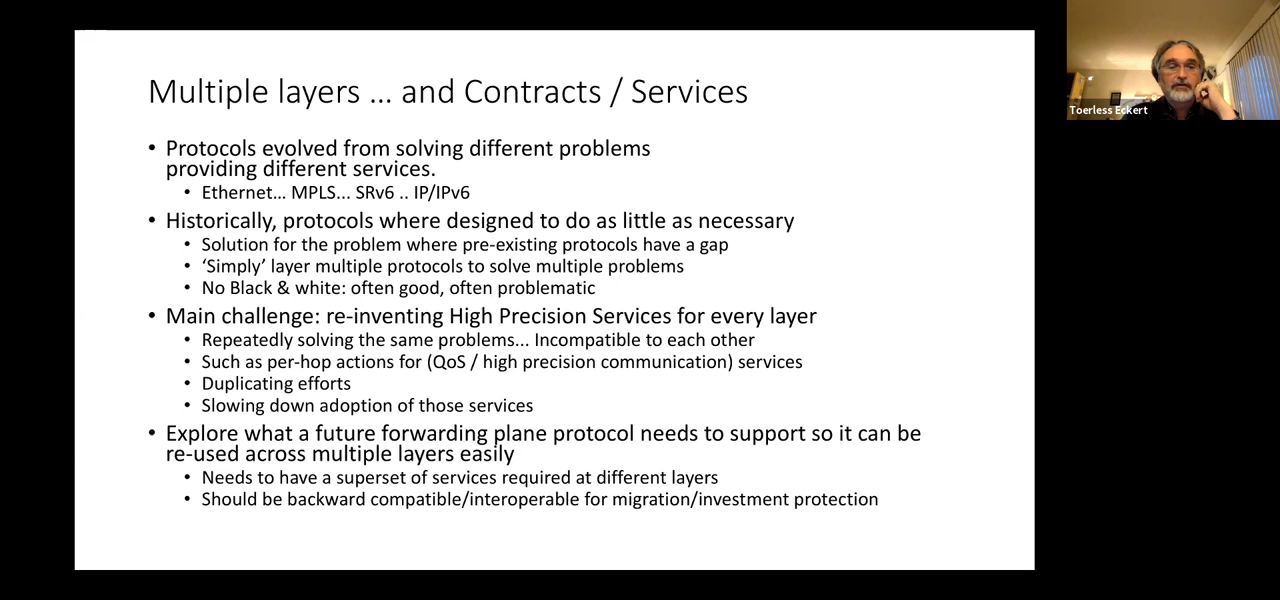 Multiple layers … and Contracts / Services
• Protocols evolved from solving different problems
providing different services.
• Ethernet… MPLS… SRv6 .. IP/IPv6
• Historically, protocols where designed to do as little as necessary
• Solution for the problem where pre-existing protocols have a gap
• ‘Simply’ layer multiple protocols to solve multiple problems
• No Black & white: often good, often problematic
• Main challenge: re-inventing High Precision Services for every layer
• Repeatedly solving the same problems… Incompatible to each other
• Such as per-hop actions for (QoS / high precision communication) services
• Duplicating efforts
• Slowing down adoption of those services
• Explore what a future forwarding plane protocol needs to support so it can be
re-used across multiple layers easily
• Needs to have a superset of services required at different layers
• Should be backward compatible/interoperable for migration/investment protection
Toerless Eckert